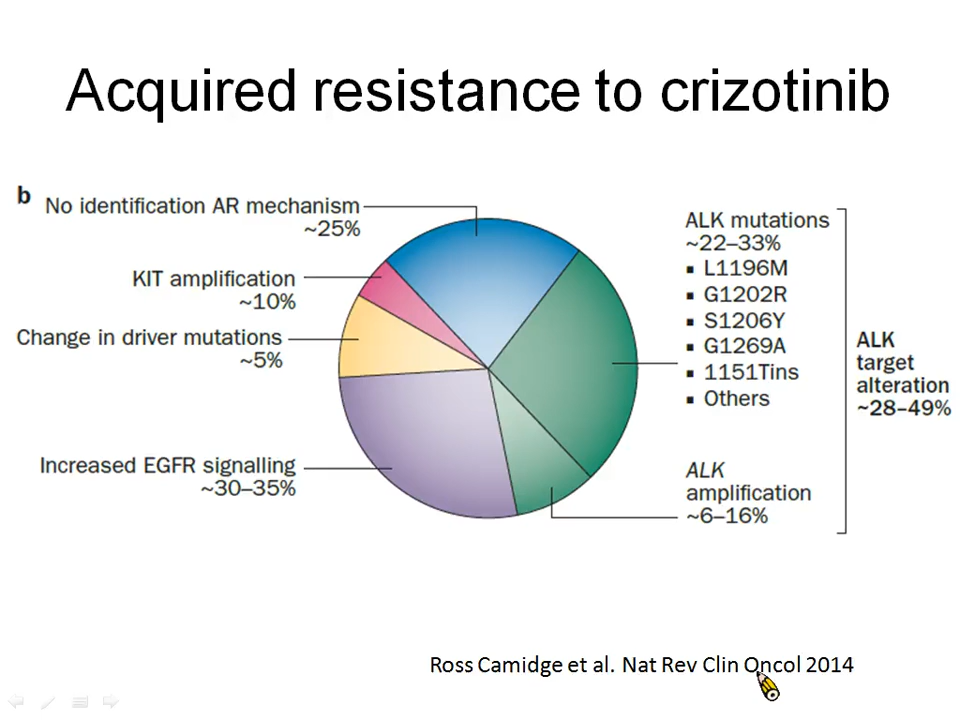 Acquired resistance to crizotinib
b
No identification AR mechanism
~25%
KIT amplification
~10%
Change in driver mutations
~5%
Increased EGFR signalling
~30–35%
ALK mutations
~22–33%
▪ L1196M
▪ G1202R
▪ S1206Y
▪ G1269A
▪ 1151Tins
▪ Others
ALK
amplification
~6–16%
ALK
target
alteration
~28–49%
Ross Camidge et al. Nat Rev Clin Oncol 2014